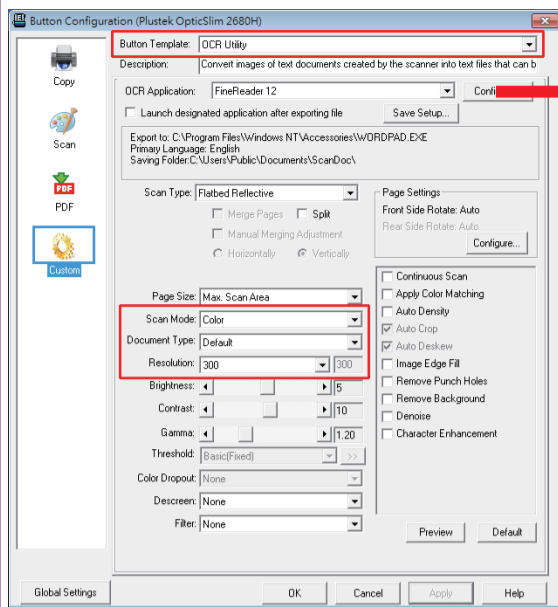 Button Configuration (Plustek OpticSlim 2680H)
Button Template: OCR Utility
Description: Convert images of text documents created by the scanner into text files that can b
Copy
Scan
PDF
PDF
Custom
OCR Application: FineReader 12
Launch designated application after exporting file Save Setup...
Export to: C:\Program Files\Windows NT\Accessories\WORDPAD.EXE
Primary Language: English
Saving Folder:C:\Users\Public\Documents\ScanDoc\
Scan Type: Flatbed Reflective
Merge Pages Split
Manual Merging Adjustment
Horizontally Vertically
Page Settings
Front Side Rotate: Auto
Rear Side Rotate: Auto
Configure...
Page Size: Max. Scan Area
Scan Mode: Color
Document Type: Default
Resolution: 300 300
Brightness: 5
Contrast: 10
Gamma: 1.20
Threshold: Basic(Fixed) >>
Color Dropout: None
Descreen: None
Filter: None
Continuous Scan
Apply Color Matching
Auto Density
Auto Crop
Auto Deskew
Image Edge Fill
Remove Punch Holes
Remove Background
Denoise
Character Enhancement
Preview Default
Global Settings OK Cancel Apply Help